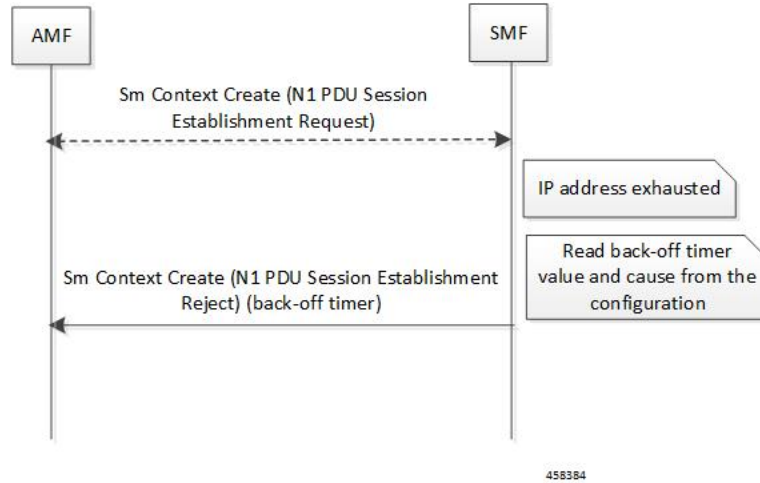 AMF
SMF
Sm Context Create (N1 PDU Session
Establishment Request)
IP address exhausted
Read back-off timer
value and cause from the
configuration
Sm Context Create (N1 PDU Session Establishment
Reject) (back-off timer)
458384